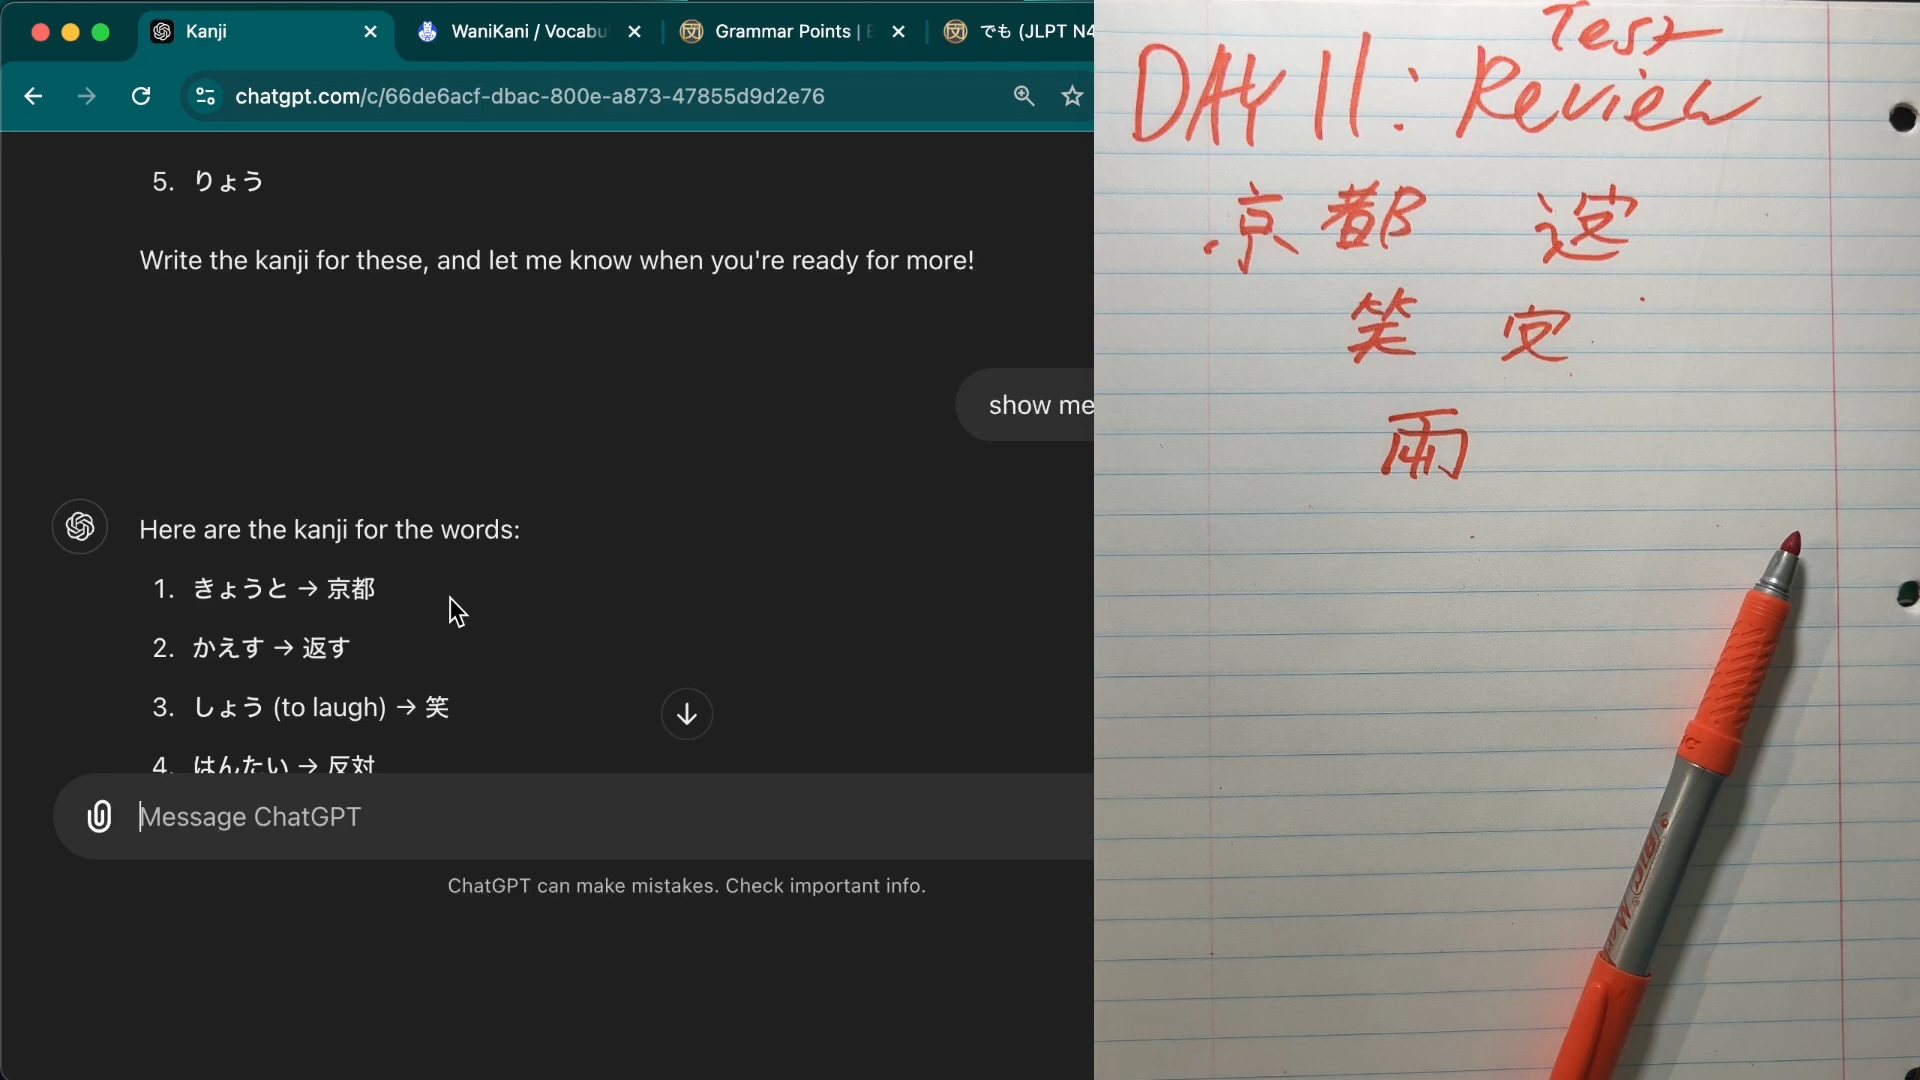 Kanji
WaniKani / Vocabu
Grammar Points | B
でも (JLPT N4
chatgpt.com/c/66de6acf-dbac-800e-a873-47855d9d2e76
5. りょう
Write the kanji for these, and let me know when you're ready for more!
show me
Here are the kanji for the words:
1. きょうと → 京都
2. かえす → 返す
3. しょう (to laugh) → 笑
4. はんたい → 反対
Message ChatGPT
ChatGPT can make mistakes. Check important info.
Test
DAY 11: Review
京都
笑
雨
BIC